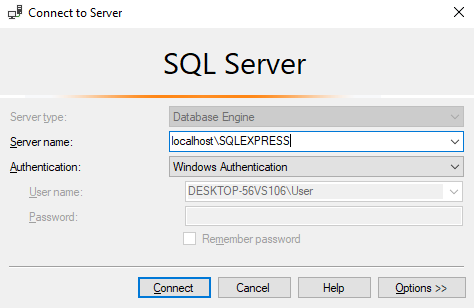 Connect to Server
SQL Server
Server type: Database Engine
Server name: localhost\SQLEXPRESS
Authentication: Windows Authentication
User name: DESKTOP-56VS106\User
Password:
Remember password
Connect Cancel Help Options >>